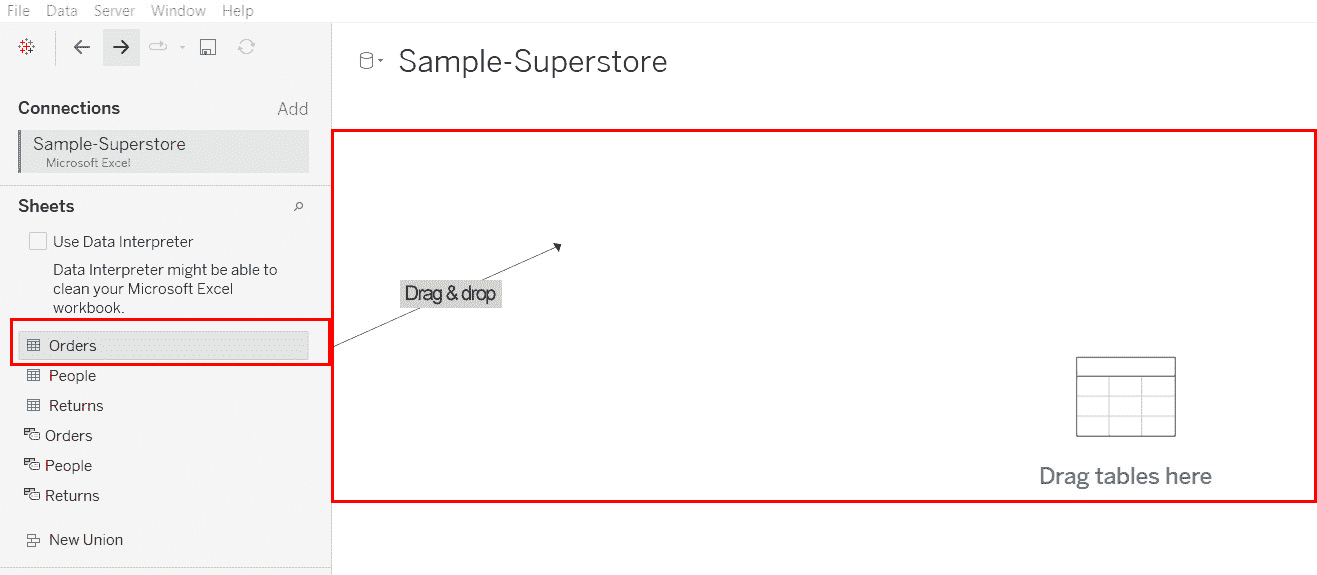 File Data Server Window Help
Sample-Superstore
Connections Add
Sample-Superstore
Microsoft Excel
Sheets
Use Data Interpreter
Data Interpreter might be able to
clean your Microsoft Excel
workbook.
Orders
People
Returns
Orders
People
Returns
New Union
Drag & drop
Drag tables here